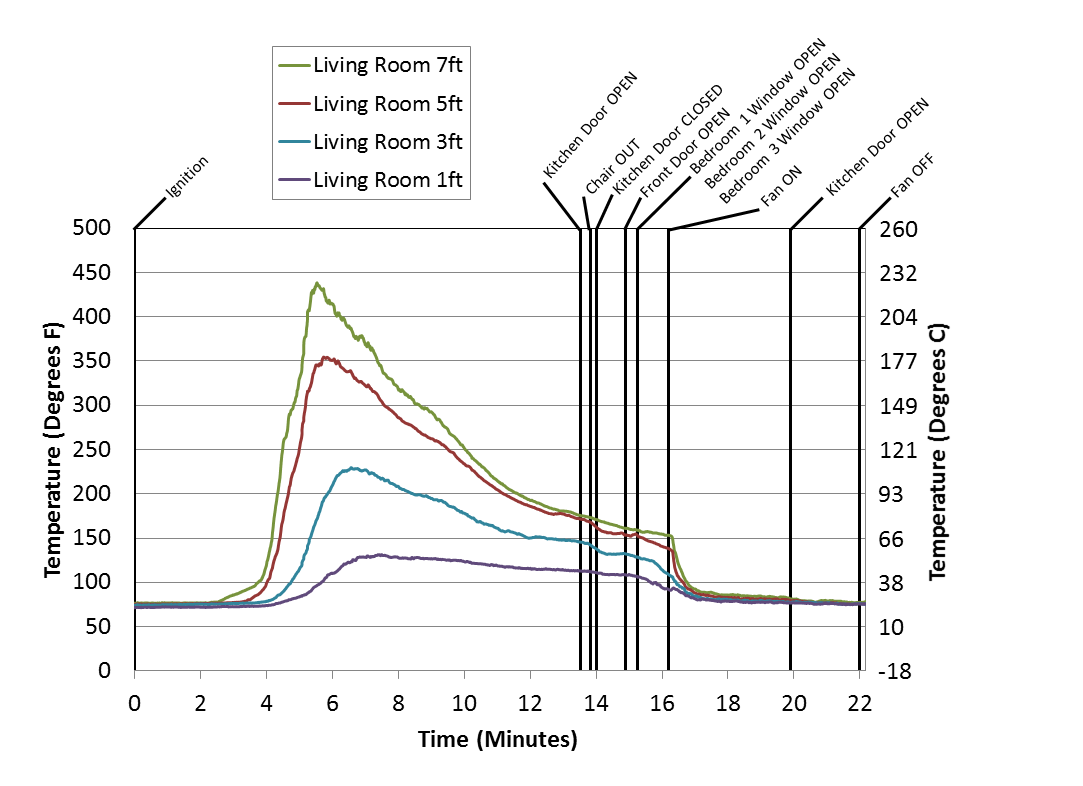 Living Room 7ft
Living Room 5ft
Living Room 3ft
Living Room 1ft
Ignition
Kitchen Door OPEN
Chair OUT
Kitchen Door CLOSED
Front Door OPEN
Bedroom 1 Window OPEN
Bedroom 2 Window OPEN
Bedroom 3 Window OPEN
Fan ON
Kitchen Door OPEN
Fan OFF
Temperature (Degrees F)
500
450
400
350
300
250
200
150
100
50
0
260
232
204
177
149
121
93
66
38
10
-18
Temperature (Degrees C)
0 2 4 6 8 10 12 14 16 18 20 22
Time (Minutes)